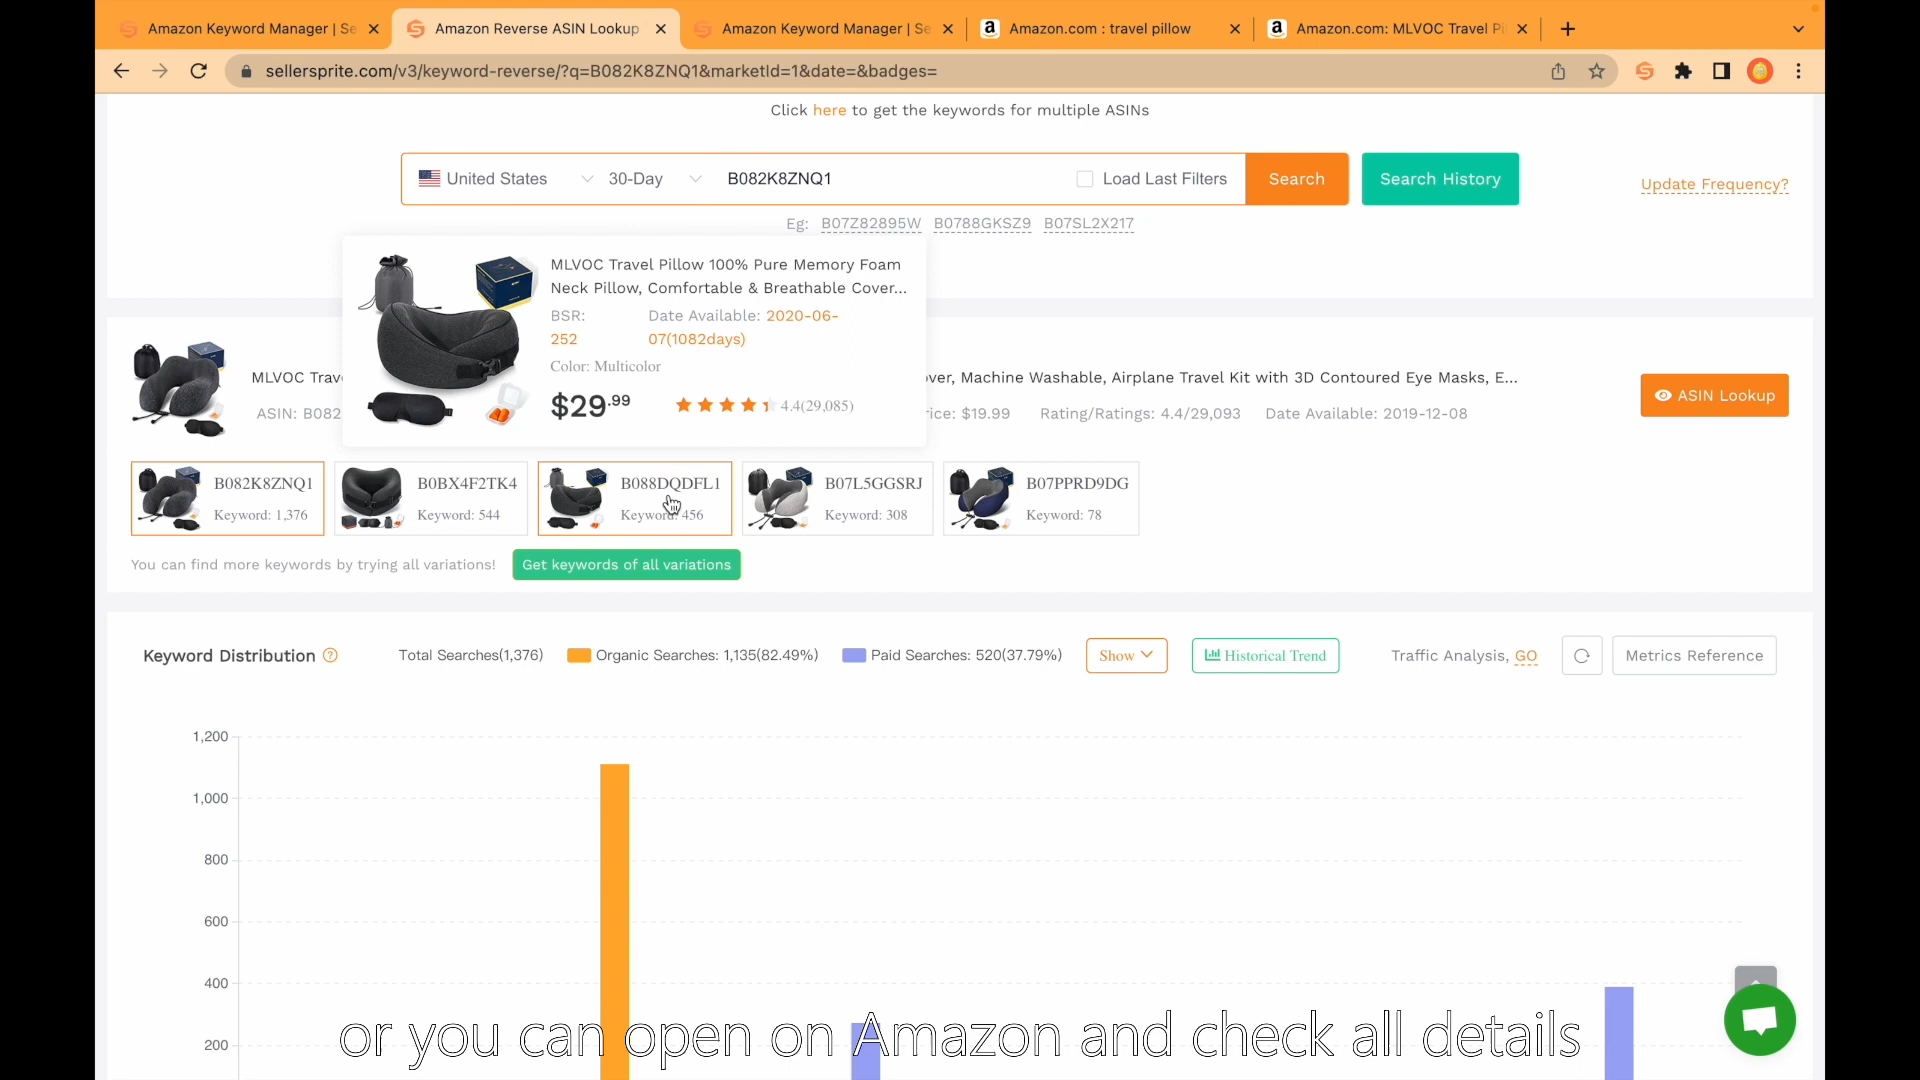 Amazon Keyword Manager | Se
Amazon Reverse ASIN Lookup
Amazon Keyword Manager | Se
Amazon.com : travel pillow
Amazon.com: MLVOC Travel Pi
sellersprite.com/v3/keyword-reverse/?q=B082K8ZNQ1&marketId=1&date=&badges=
Click here to get the keywords for multiple ASINs
United States 30-Day B082K8ZNQ1 Load Last Filters Search Search History
Update Frequency?
Eg: B07Z82895W B0788GKSZ9 B07SL2X217
MLVOC Travel Pillow 100% Pure Memory Foam
Neck Pillow, Comfortable & Breathable Cover...
BSR: Date Available: 2020-06-
252 07(1082days)
Color: Multicolor
$29.99 4.4(29,085)
MLVOC Trav ver, Machine Washable, Airplane Travel Kit with 3D Contoured Eye Masks, E...
ASIN: B082 rice: $19.99 Rating/Ratings: 4.4/29,093 Date Available: 2019-12-08
ASIN Lookup
B082K8ZNQ1 B0BX4F2TK4 B088DQDFL1 B07L5GGSRJ B07PPRD9DG
Keyword: 1,376 Keyword: 544 Keyword: 456 Keyword: 308 Keyword: 78
You can find more keywords by trying all variations! Get keywords of all variations
Keyword Distribution Total Searches(1,376) Organic Searches: 1,135(82.49%) Paid Searches: 520(37.79%) Show Historical Trend Traffic Analysis, GO Metrics Reference
1,200
1,000
800
600
400
200
or you can open on Amazon and check all details